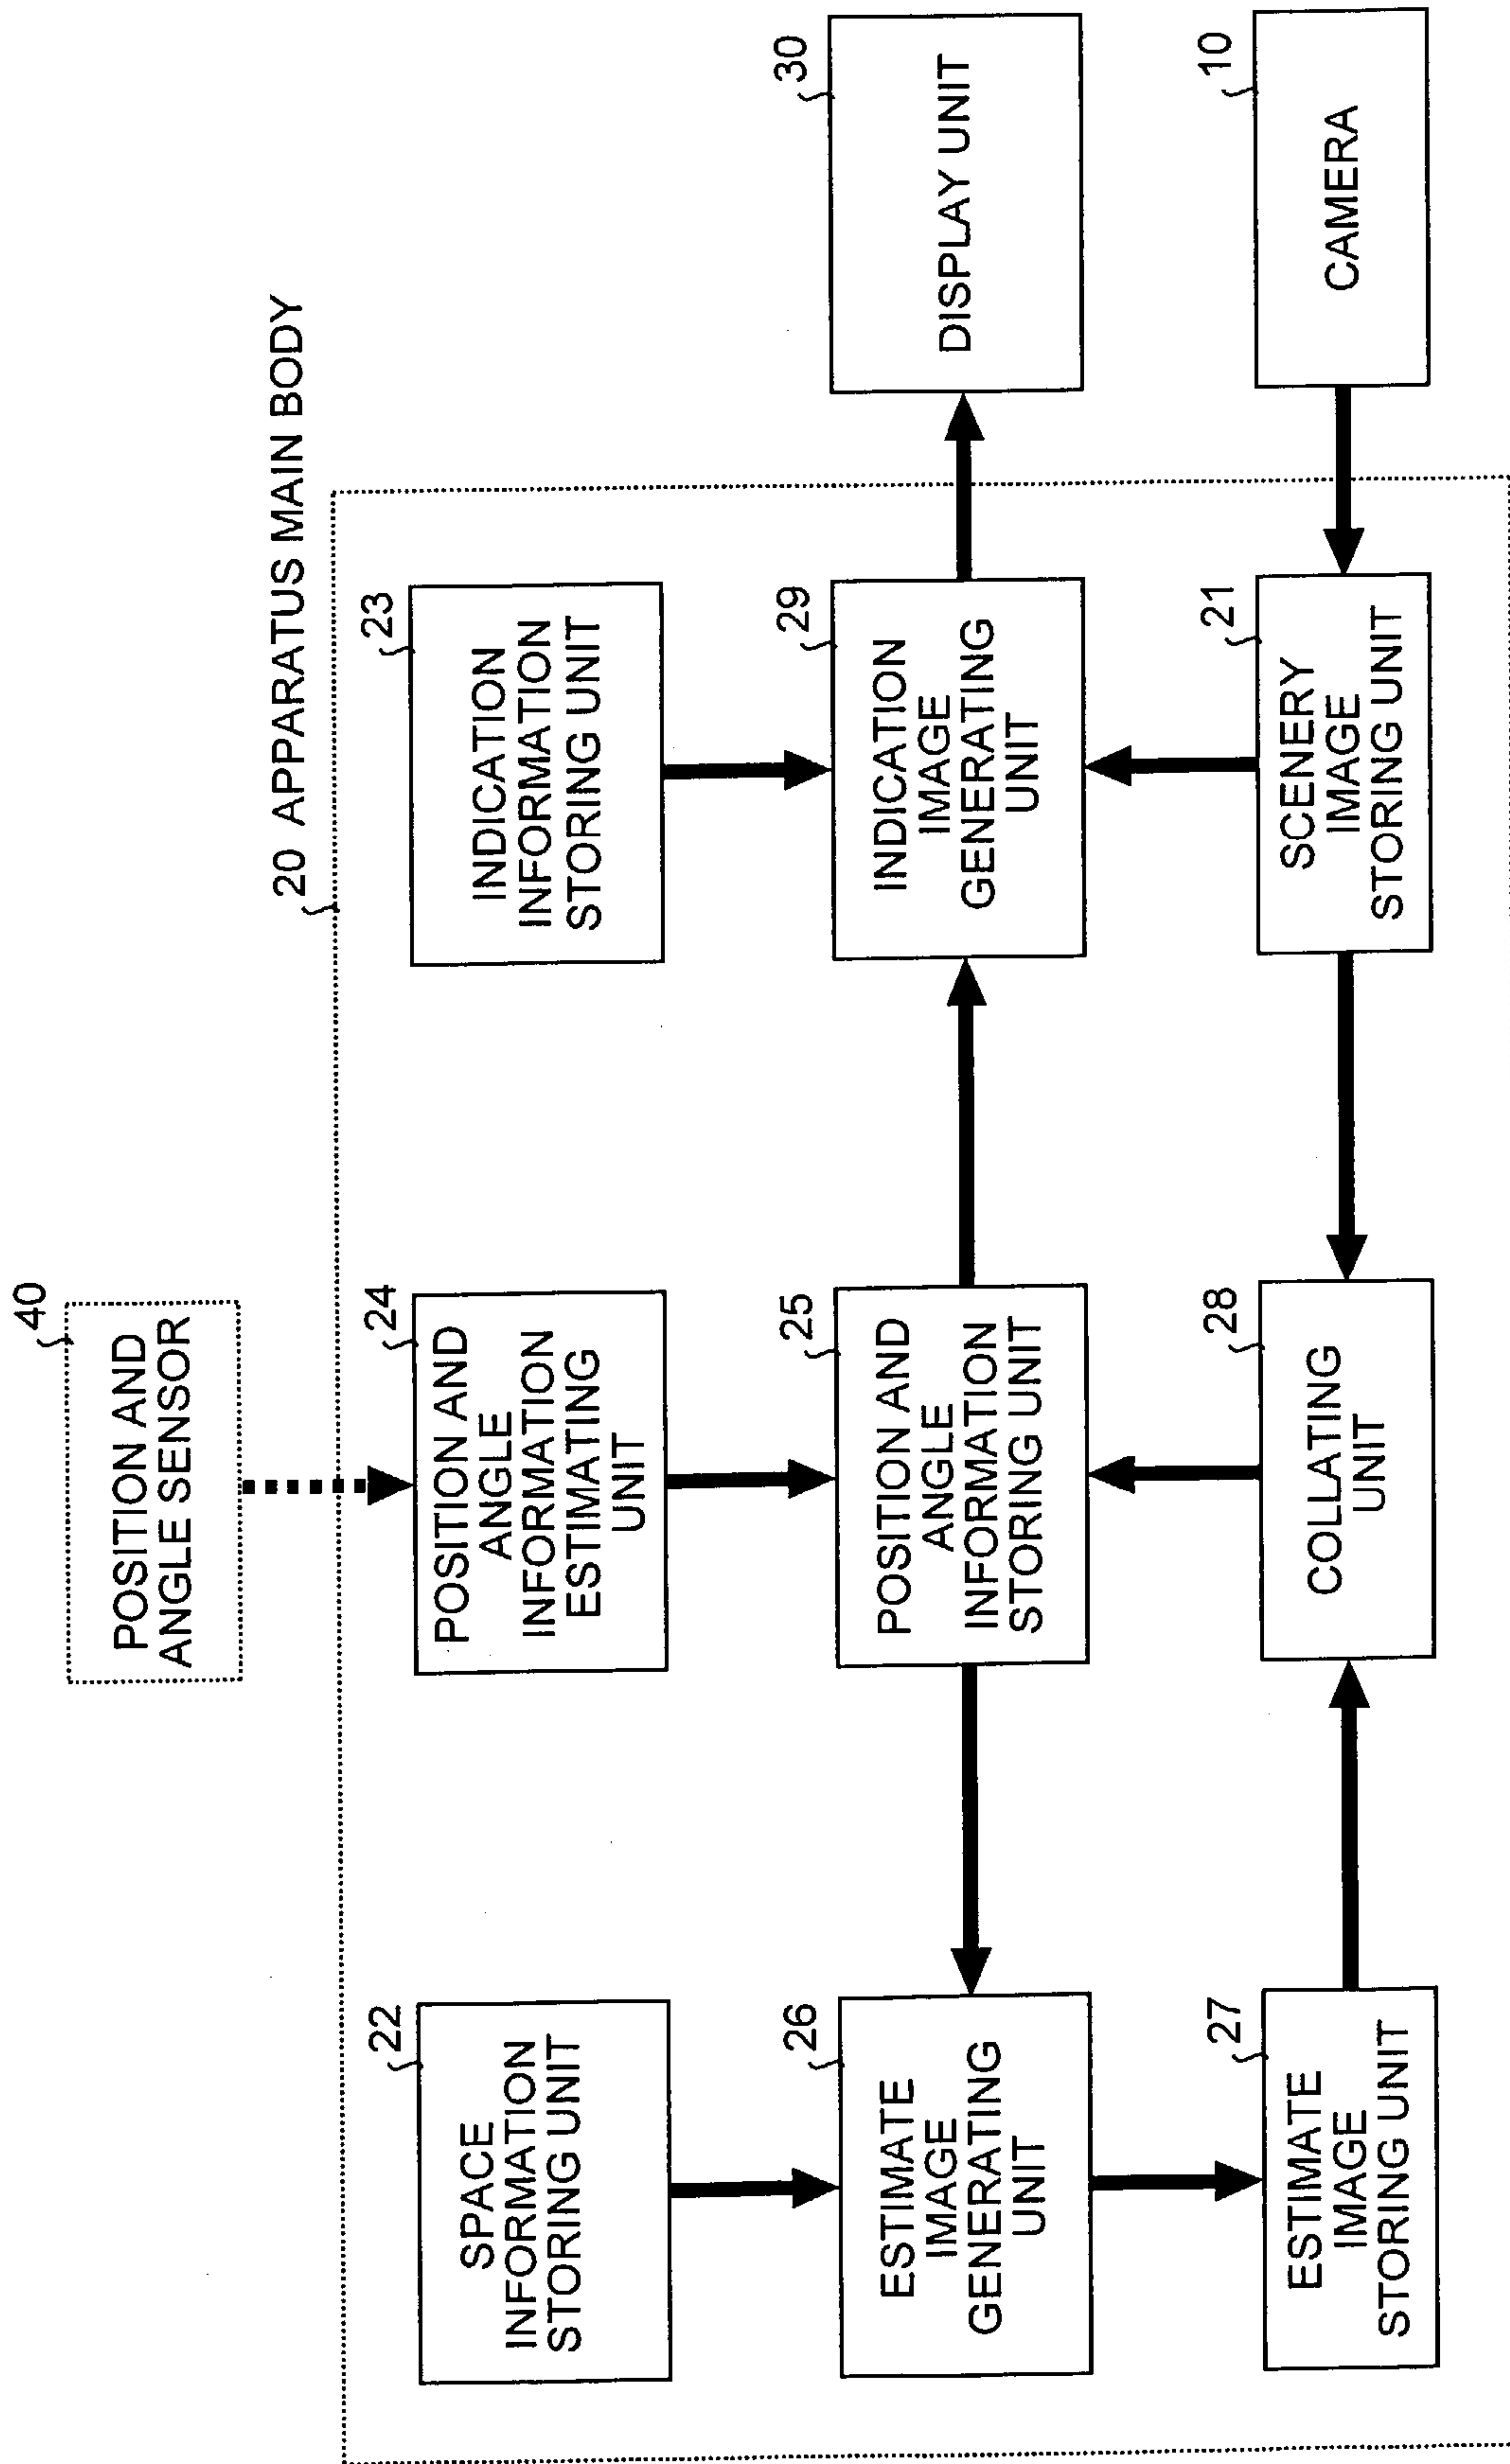 40
POSITION AND
ANGLE SENSOR
20 APPARATUS MAIN BODY
22
SPACE
INFORMATION
STORING UNIT
24
POSITION AND
ANGLE
INFORMATION
ESTIMATING
UNIT
23
INDICATION
INFORMATION
STORING UNIT
26
ESTIMATE
IMAGE
GENERATING
UNIT
25
POSITION AND
ANGLE
INFORMATION
STORING UNIT
29
INDICATION
IMAGE
GENERATING
UNIT
30
DISPLAY UNIT
27
ESTIMATE
IMAGE
STORING UNIT
28
COLLATING
UNIT
21
SCENERY
IMAGE
STORING UNIT
10
CAMERA